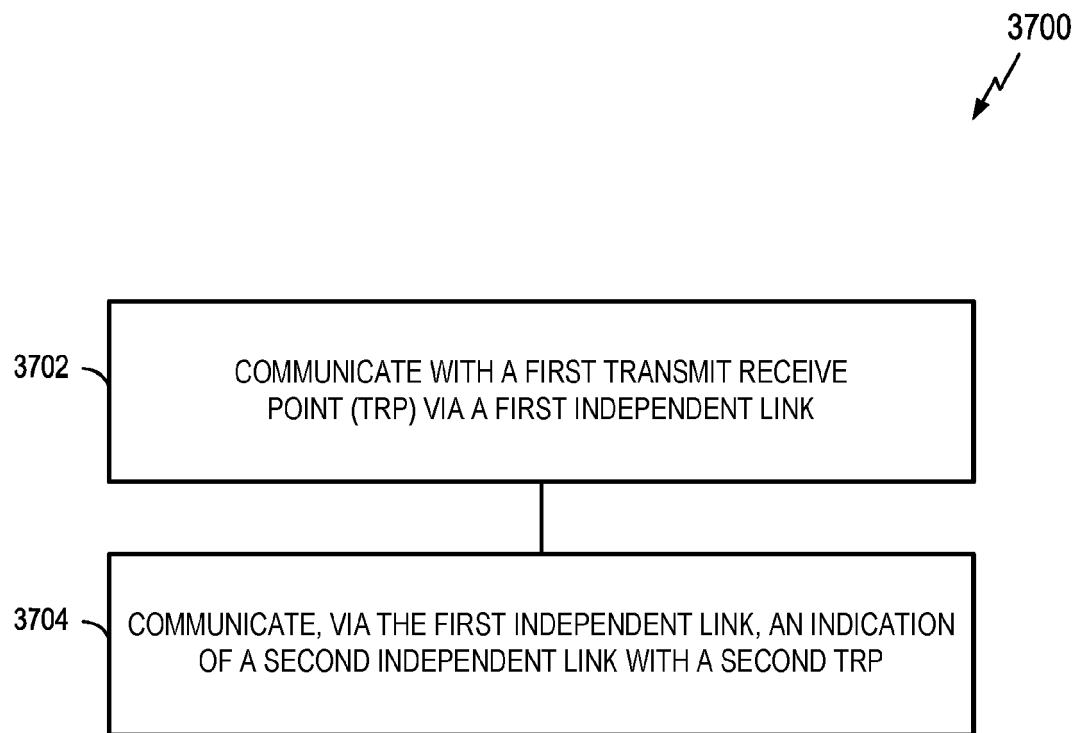 3700
3702
COMMUNICATE WITH A FIRST TRANSMIT RECEIVE
POINT (TRP) VIA A FIRST INDEPENDENT LINK
3704
COMMUNICATE, VIA THE FIRST INDEPENDENT LINK, AN INDICATION
OF A SECOND INDEPENDENT LINK WITH A SECOND TRP